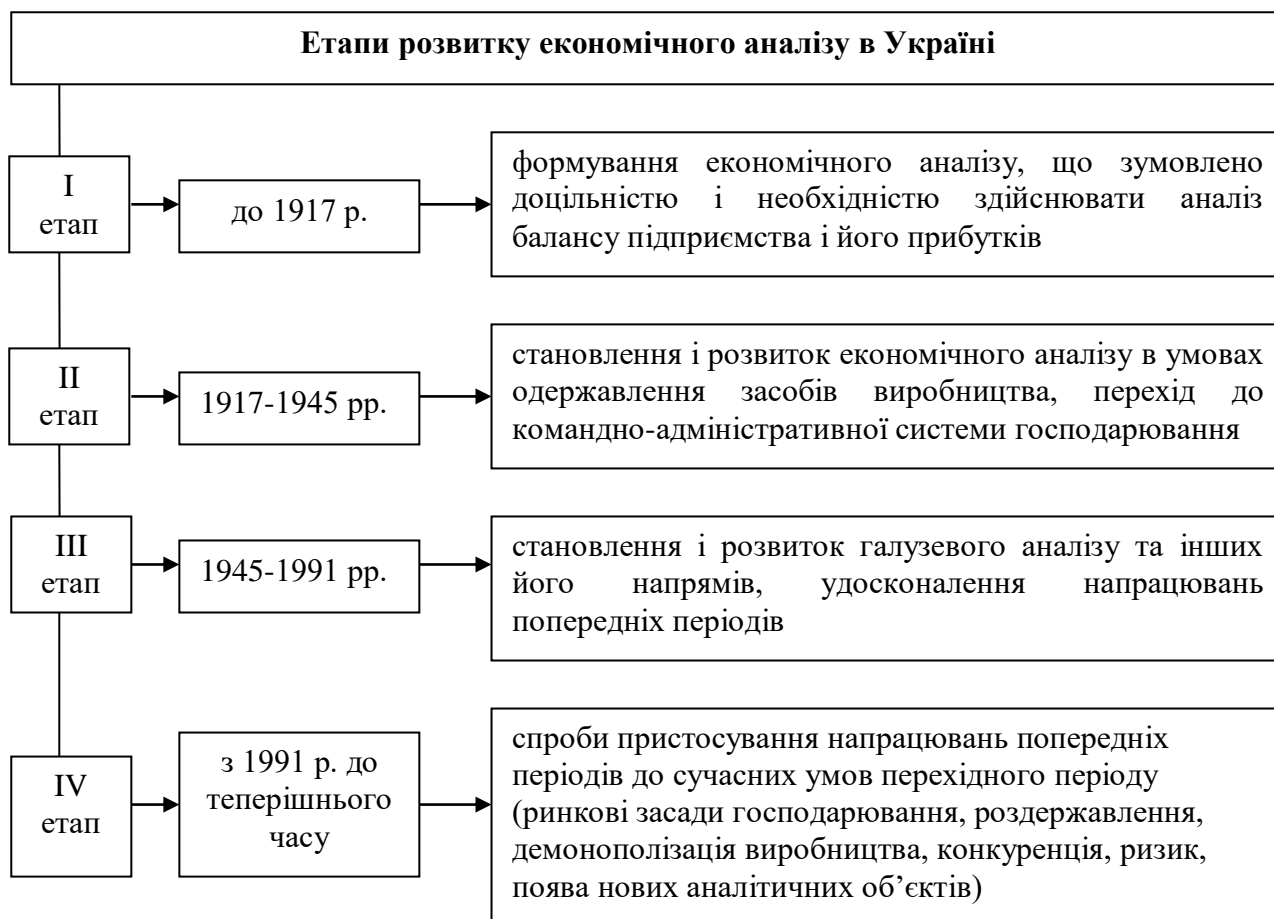 Етапи розвитку економічного аналізу в Україні
I
етап
до 1917 р.
формування економічного аналізу, що зумовлено
доцільністю і необхідністю здійснювати аналіз
балансу підприємства і його прибутків
II
етап
1917-1945 рр.
становлення і розвиток економічного аналізу в умовах
одержавлення засобів виробництва, перехід до
командно-адміністративної системи господарювання
III
етап
1945-1991 рр.
становлення і розвиток галузевого аналізу та інших
його напрямів, удосконалення напрацювань
попередніх періодів
IV
етап
з 1991 р. до
теперішнього
часу
спроби пристосування напрацювань попередніх
періодів до сучасних умов перехідного періоду
(ринкові засади господарювання, роздержавлення,
демонополізація виробництва, конкуренція, ризик,
поява нових аналітичних об’єктів)